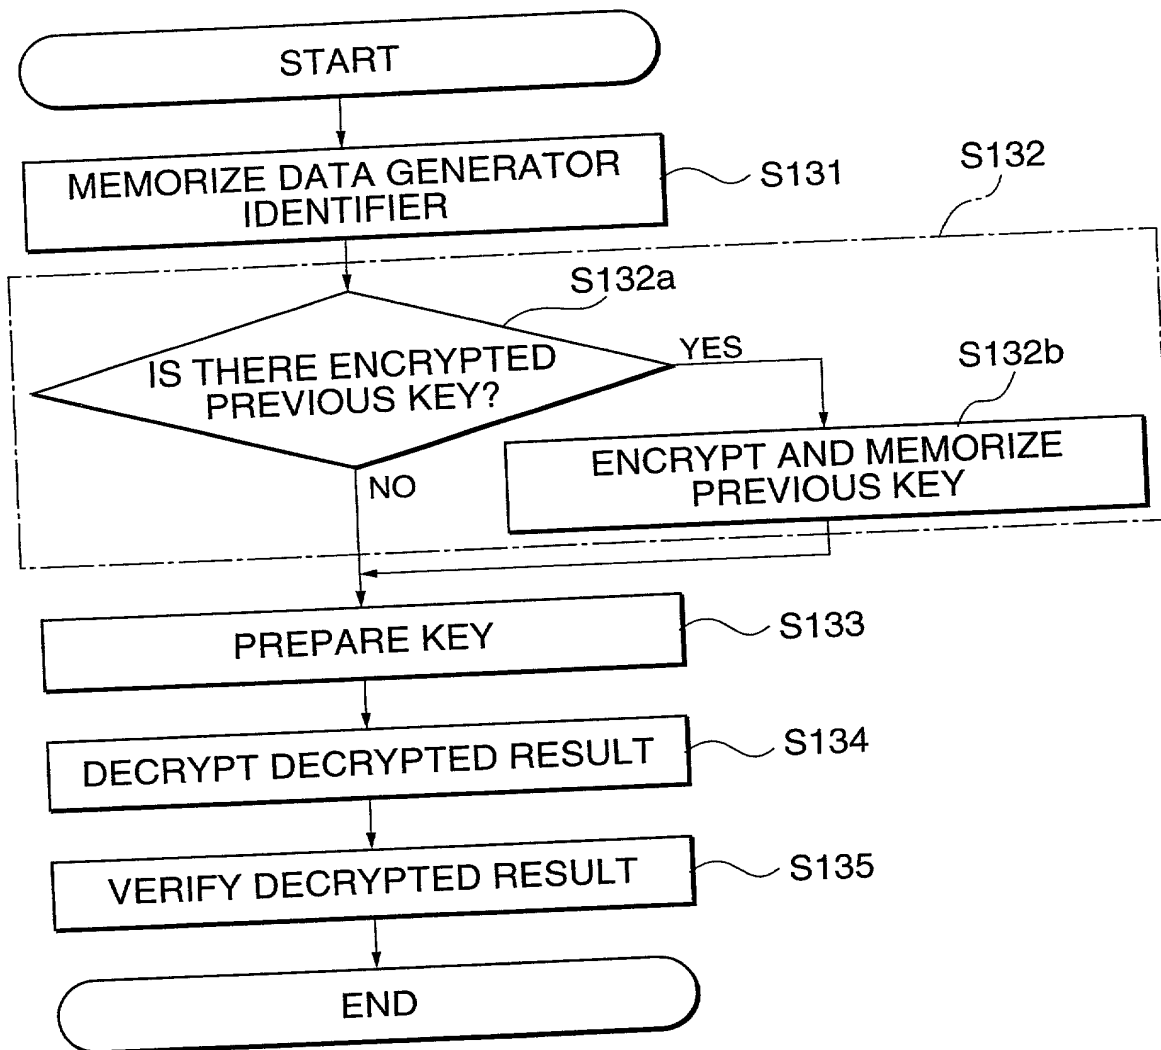 START
MEMORIZE DATA GENERATOR
IDENTIFIER
S131
S132
S132a
IS THERE ENCRYPTED
PREVIOUS KEY?
YES
NO
S132b
ENCRYPT AND MEMORIZE
PREVIOUS KEY
PREPARE KEY
S133
DECRYPT DECRYPTED RESULT
S134
VERIFY DECRYPTED RESULT
S135
END